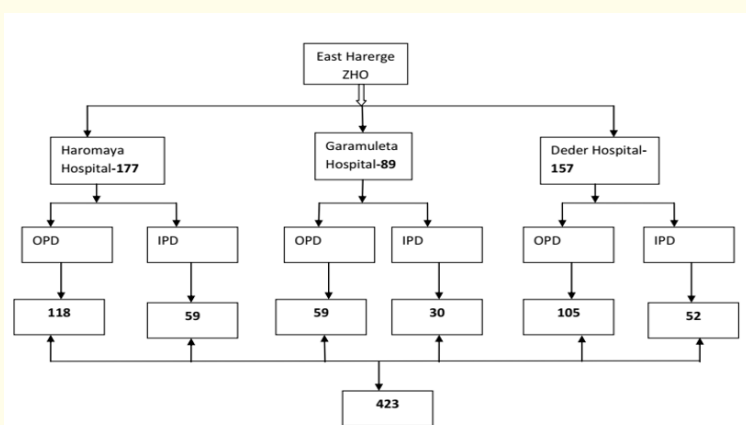 East Harerge
ZHO
Haromaya
Hospital-177
Garamuleta
Hospital-89
Deder Hospital-
157
OPD
IPD
OPD
IPD
OPD
IPD
118
59
59
30
105
52
423